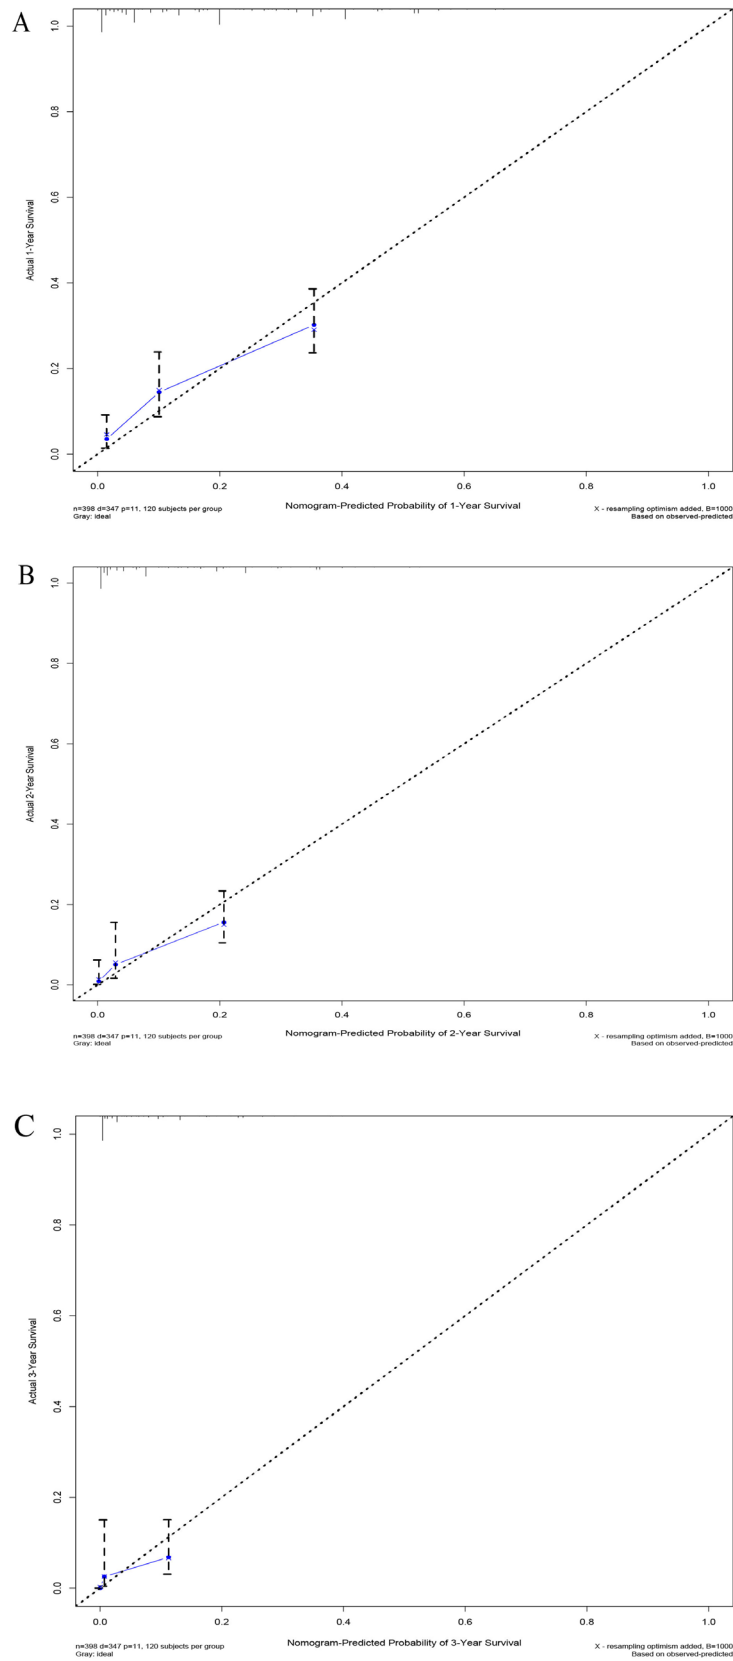 A
1.0
0.8
0.6
0.4
0.2
0.0
Actual 1-Year Survival
0.0 0.2 0.4 0.6 0.8 1.0
n=398 d=347 p=11, 120 subjects per group
Gray: ideal
Nomogram-Predicted Probability of 1-Year Survival
X - resampling optimism added, B=1000
Based on observed-predicted
B
1.0
0.8
0.6
0.4
0.2
0.0
Actual 2-Year Survival
0.0 0.2 0.4 0.6 0.8 1.0
n=398 d=347 p=11, 120 subjects per group
Gray: ideal
Nomogram-Predicted Probability of 2-Year Survival
X - resampling optimism added, B=1000
Based on observed-predicted
C
1.0
0.8
0.6
0.4
0.2
0.0
Actual 3-Year Survival
0.0 0.2 0.4 0.6 0.8 1.0
n=398 d=347 p=11, 120 subjects per group
Gray: ideal
Nomogram-Predicted Probability of 3-Year Survival
X - resampling optimism added, B=1000
Based on observed-predicted